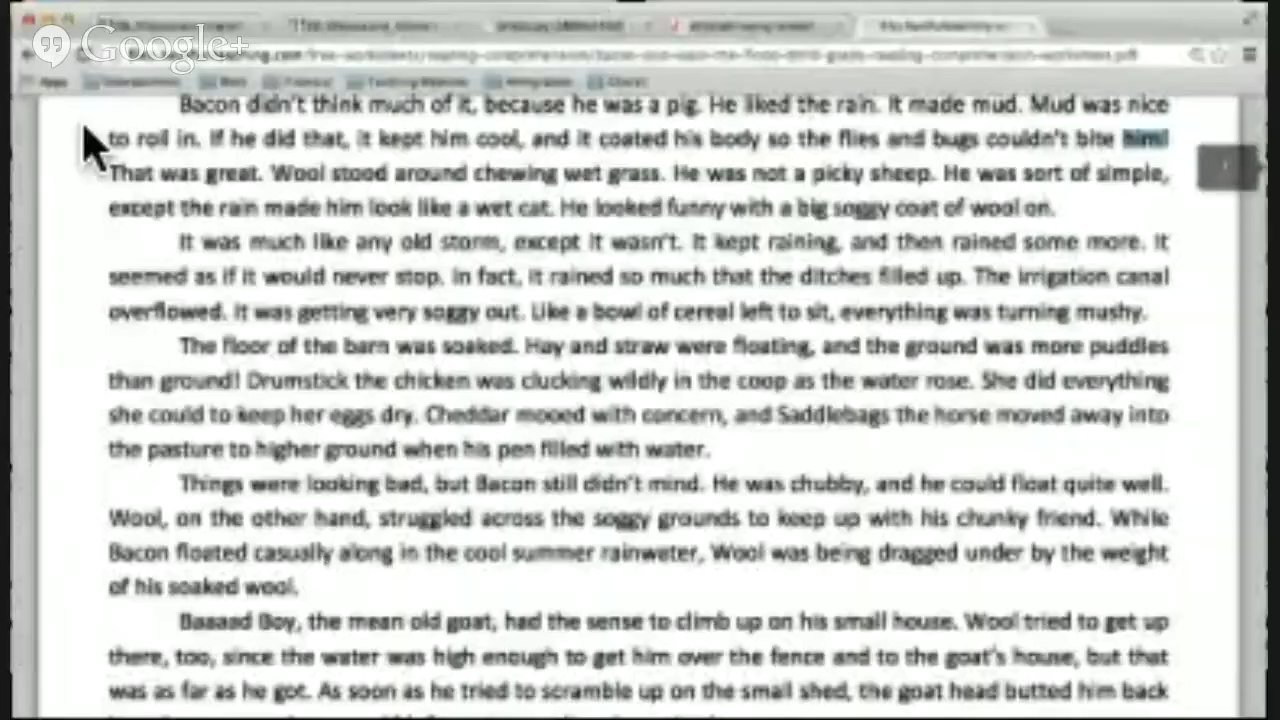 Google+
Apps
Bacon didn't think much of it, because he was a pig. He liked the rain. It made mud. Mud was nice
to roll in. If he did that, it kept him cool, and it coated his body so the flies and bugs couldn't bite him!
That was great. Wool stood around chewing wet grass. He was not a picky sheep. He was sort of simple,
except the rain made him look like a wet cat. He looked funny with a big soggy coat of wool on.
It was much like any old storm, except it wasn't. It kept raining, and then rained some more. It
seemed as if it would never stop. In fact, it rained so much that the ditches filled up. The irrigation canal
overflowed. It was getting very soggy out. Like a bowl of cereal left to sit, everything was turning mushy.
The floor of the barn was soaked. Hay and straw were floating, and the ground was more puddles
than ground! Drumstick the chicken was clucking wildly in the coop as the water rose. She did everything
she could to keep her eggs dry. Cheddar mooed with concern, and Saddlebags the horse moved away into
the pasture to higher ground when his pen filled with water.
Things were looking bad, but Bacon still didn't mind. He was chubby, and he could float quite well.
Wool, on the other hand, struggled across the soggy grounds to keep up with his chunky friend. While
Bacon floated casually along in the cool summer rainwater, Wool was being dragged under by the weight
of his soaked wool.
Baaaad Boy, the mean old goat, had the sense to climb up on his small house. Wool tried to get up
there, too, since the water was high enough to get him over the fence and to the goat's house, but that
was as far as he got. As soon as he tried to scramble up on the small shed, the goat head butted him back